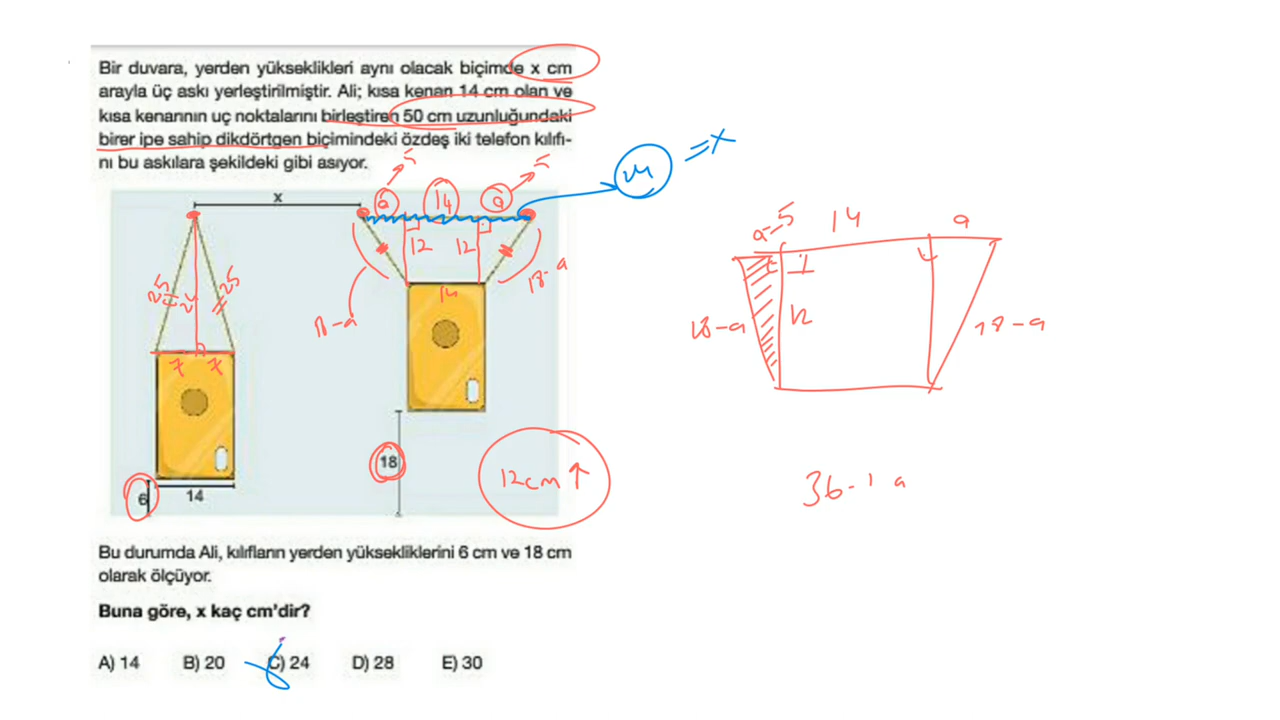 Bir duvara, yerden yükseklikleri aynı olacak biçimde x cm
arayla üç askı yerleştirilmiştir. Ali; kısa kenarı 14 cm olan ve
kısa kenarının uç noktalarını birleştiren 50 cm uzunluğundaki
birer ipe sahip dikdörtgen biçimindeki özdeş iki telefon kılıfı-
nı bu askılara şekildeki gibi asıyor.
= x
5
5
x
a
14
a
12
12
25
24
25
18-a
18-a
14
7
7
6
14
18
12cm ↑
a=5
14
a
18-a
12
18-a
Bu durumda Ali, kılıfların yerden yüksekliklerini 6 cm ve 18 cm
olarak ölçüyor.
Buna göre, x kaç cm'dir?
A) 14 B) 20 C) 24 D) 28 E) 30